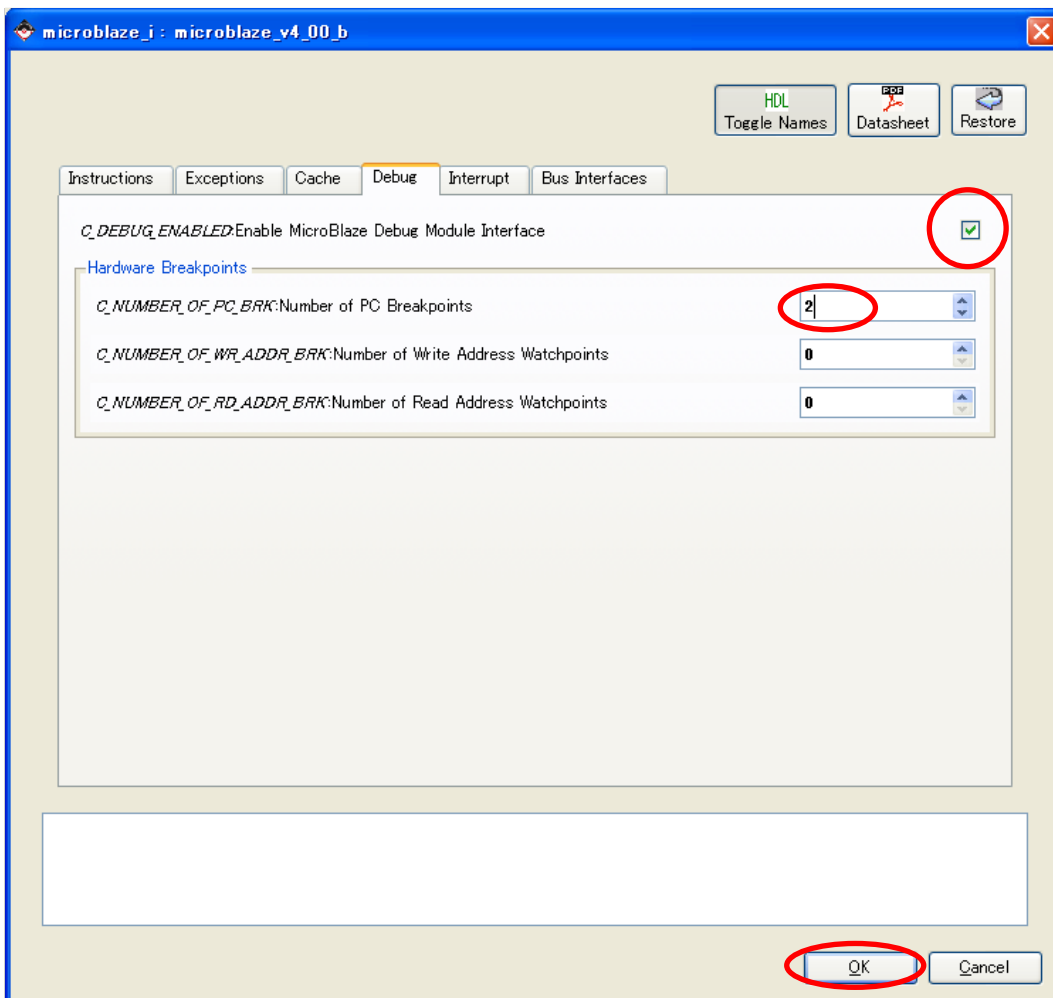 microblaze_i : microblaze_v4_00_b
HDL
Toggle Names
PDF
Datasheet
Restore
Instructions Exceptions Cache Debug Interrupt Bus Interfaces
C_DEBUG_ENABLED:Enable MicroBlaze Debug Module Interface
Hardware Breakpoints
C_NUMBER_OF_PC_BRK:Number of PC Breakpoints 2
C_NUMBER_OF_WR_ADDR_BRK:Number of Write Address Watchpoints 0
C_NUMBER_OF_RD_ADDR_BRK:Number of Read Address Watchpoints 0
OK Cancel